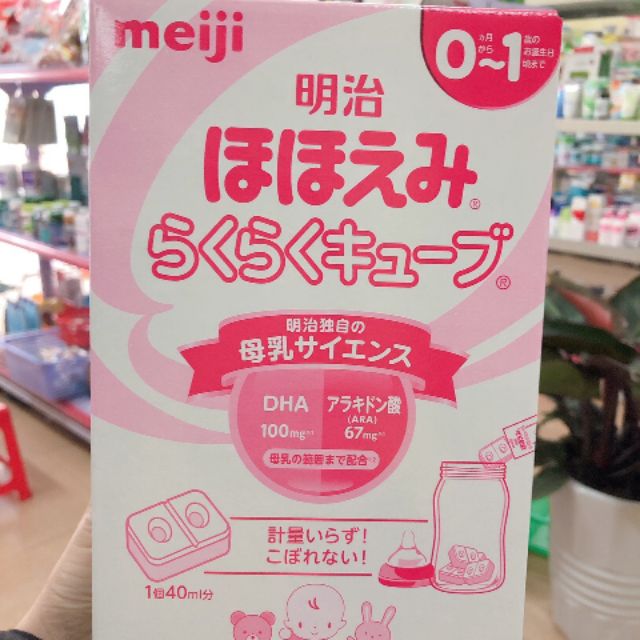 meiji
0~1
ヵ月
から
歳の
お誕生日
頃まで
明治
ほほえみ®
らくらくキューブ®
明治独自の
母乳サイエンス
DHA
100mg
アラキドン酸
(ARA)
67mg
母乳の範囲まで配合
計量いらず!
こぼれない!
1個40ml分